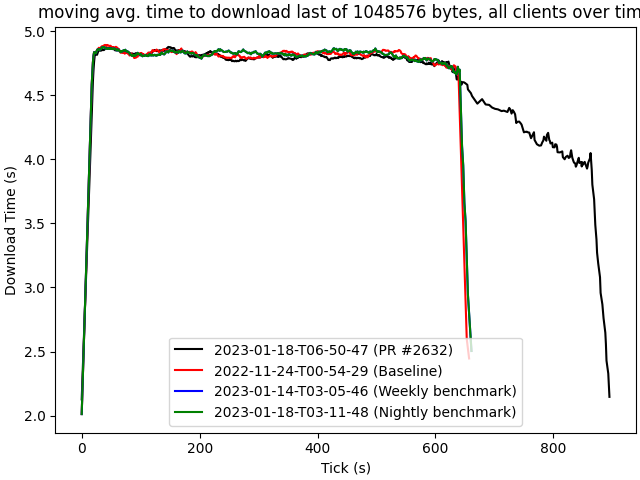 moving avg. time to download last of 1048576 bytes, all clients over tim
5.0
4.5
4.0
3.5
3.0
2.5
2.0
Download Time (s)
2023-01-18-T06-50-47 (PR #2632)
2022-11-24-T00-54-29 (Baseline)
2023-01-14-T03-05-46 (Weekly benchmark)
2023-01-18-T03-11-48 (Nightly benchmark)
0 200 400 600 800
Tick (s)